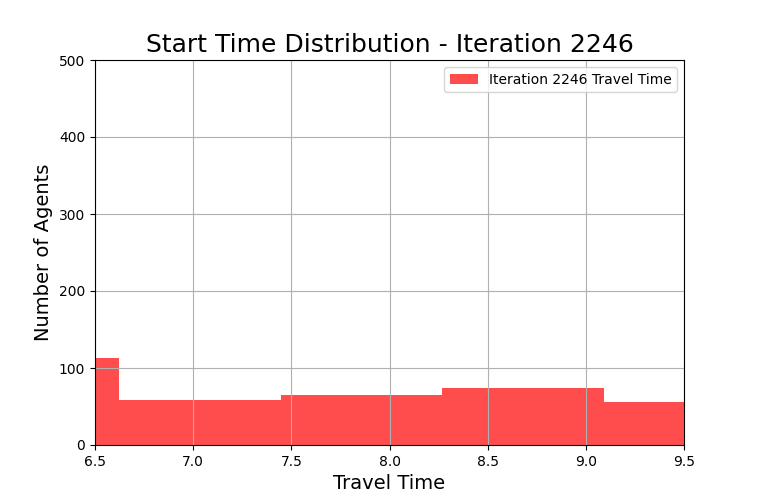 Start Time Distribution - Iteration 2246
Iteration 2246 Travel Time
Number of Agents
500
400
300
200
100
0
6.5 7.0 7.5 8.0 8.5 9.0 9.5
Travel Time